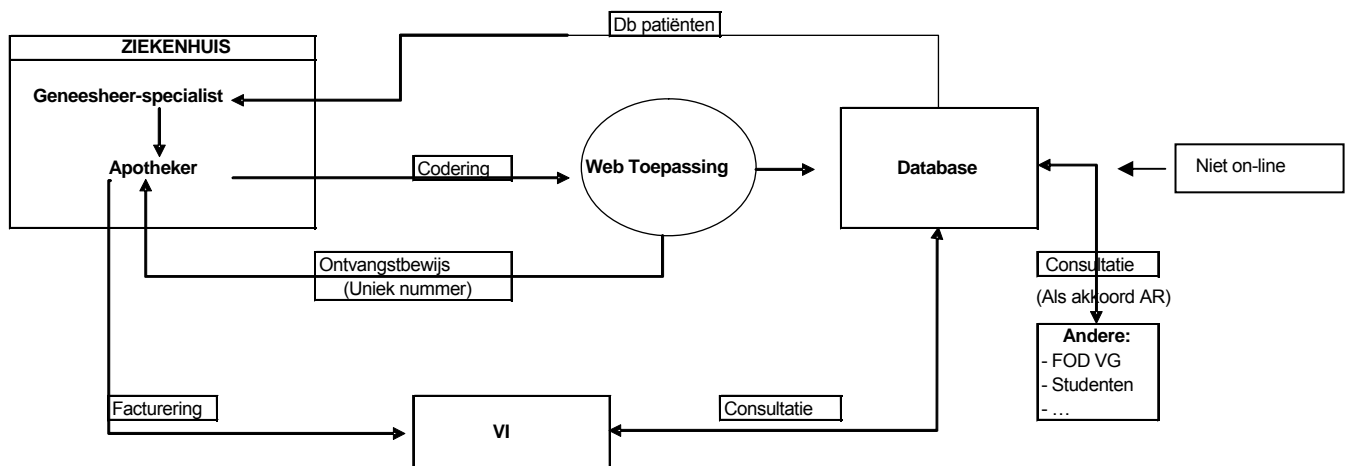 Db patiënten
ZIEKENHUIS
Geneesheer-specialist
Apotheker
Codering
Web Toepassing
Database
Niet on-line
Ontvangstbewijs
(Uniek nummer)
Consultatie
(Als akkoord AR)
Andere:
- FOD VG
- Studenten
- …
Facturering
VI
Consultatie